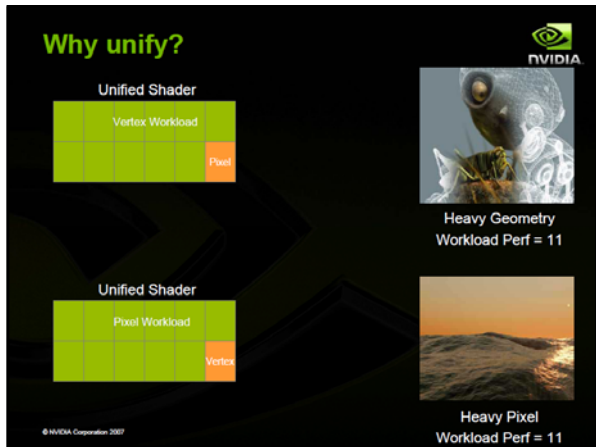 Why unify?
NVIDIA.
Unified Shader
Vertex Workload
Pixel
Heavy Geometry
Workload Perf = 11
Unified Shader
Pixel Workload
Vertex
Heavy Pixel
Workload Perf = 11
© NVIDIA Corporation 2007